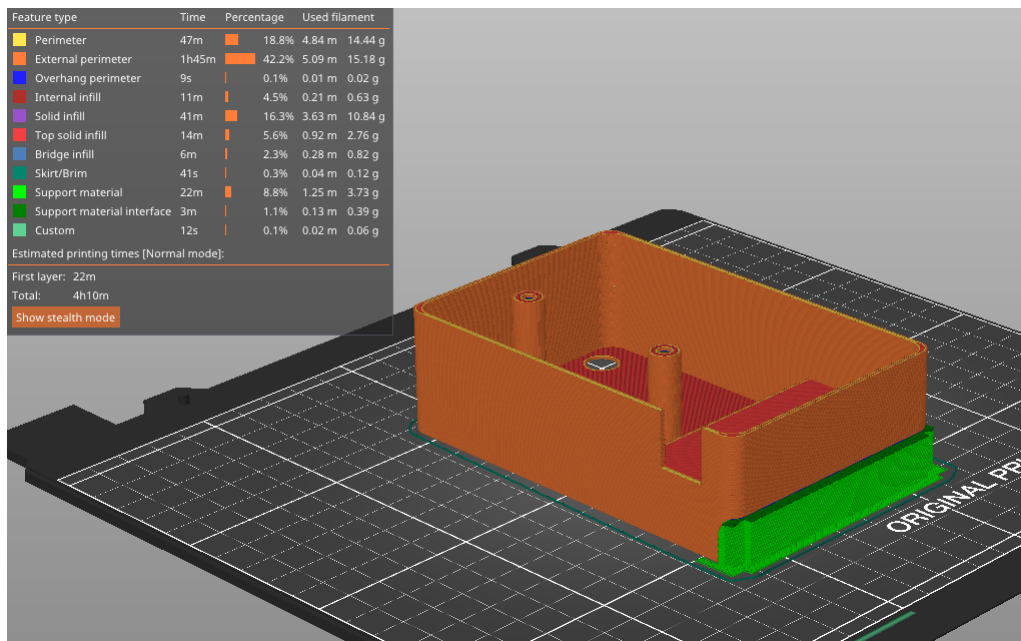 Feature type Time Percentage Used filament
Perimeter 47m 18.8% 4.84 m 14.44 g
External perimeter 1h45m 42.2% 5.09 m 15.18 g
Overhang perimeter 9s 0.1% 0.01 m 0.02 g
Internal infill 11m 4.5% 0.21 m 0.63 g
Solid infill 41m 16.3% 3.63 m 10.84 g
Top solid infill 14m 5.6% 0.92 m 2.76 g
Bridge infill 6m 2.3% 0.28 m 0.82 g
Skirt/Brim 41s 0.3% 0.04 m 0.12 g
Support material 22m 8.8% 1.25 m 3.73 g
Support material interface 3m 1.1% 0.13 m 0.39 g
Custom 12s 0.1% 0.02 m 0.06 g
Estimated printing times [Normal mode]:
First layer: 22m
Total: 4h10m
Show stealth mode
ORIGINAL